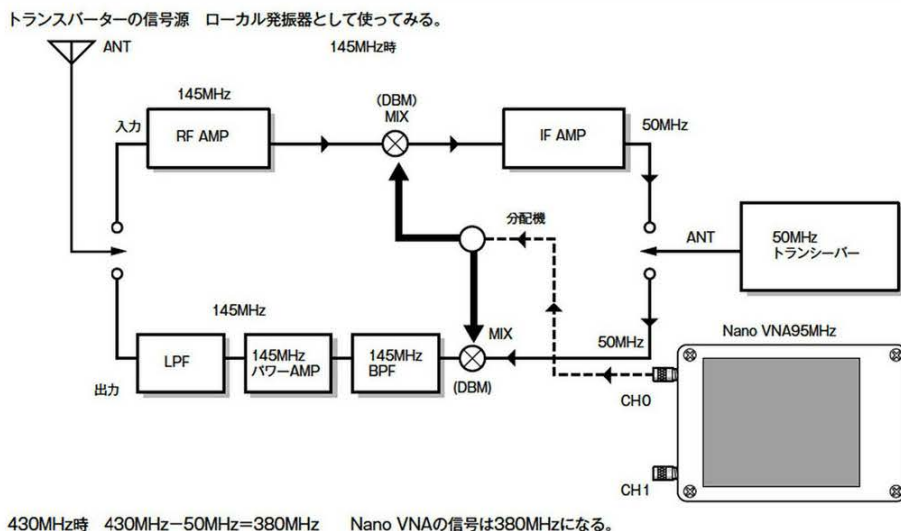 トランスバーターの信号源　ローカル発振器として使ってみる。
ANT
145MHz時
145MHz
(DBM)
MIX
入力
RF AMP
IF AMP
50MHz
分配機
ANT
50MHz
トランシーバー
145MHz
MIX
50MHz
Nano VNA95MHz
LPF
145MHz
パワーAMP
145MHz
BPF
(DBM)
出力
CH0
CH1
430MHz時　430MHz−50MHz=380MHz　Nano VNAの信号は380MHzになる。